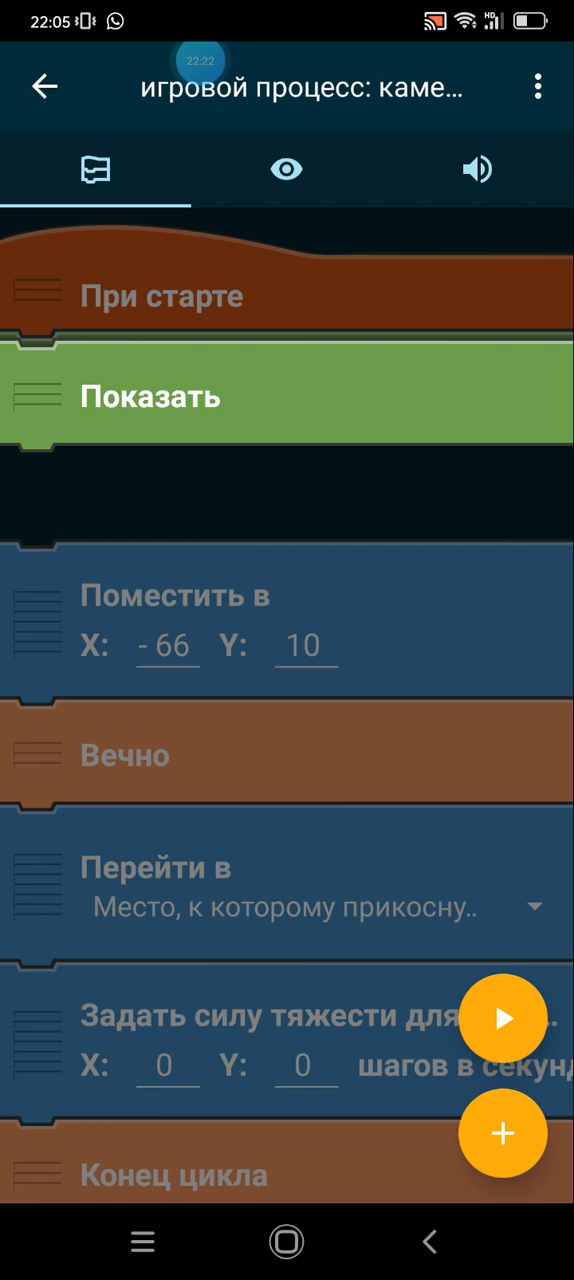 22:05
HD
22:22
игровой процесс: каме...
При старте
Показать
Поместить в
X: - 66 Y: 10
Вечно
Перейти в
Место, к которому прикосну..
Задать силу тяжести для
X: 0 Y: 0 шагов в секунд
Конец цикла